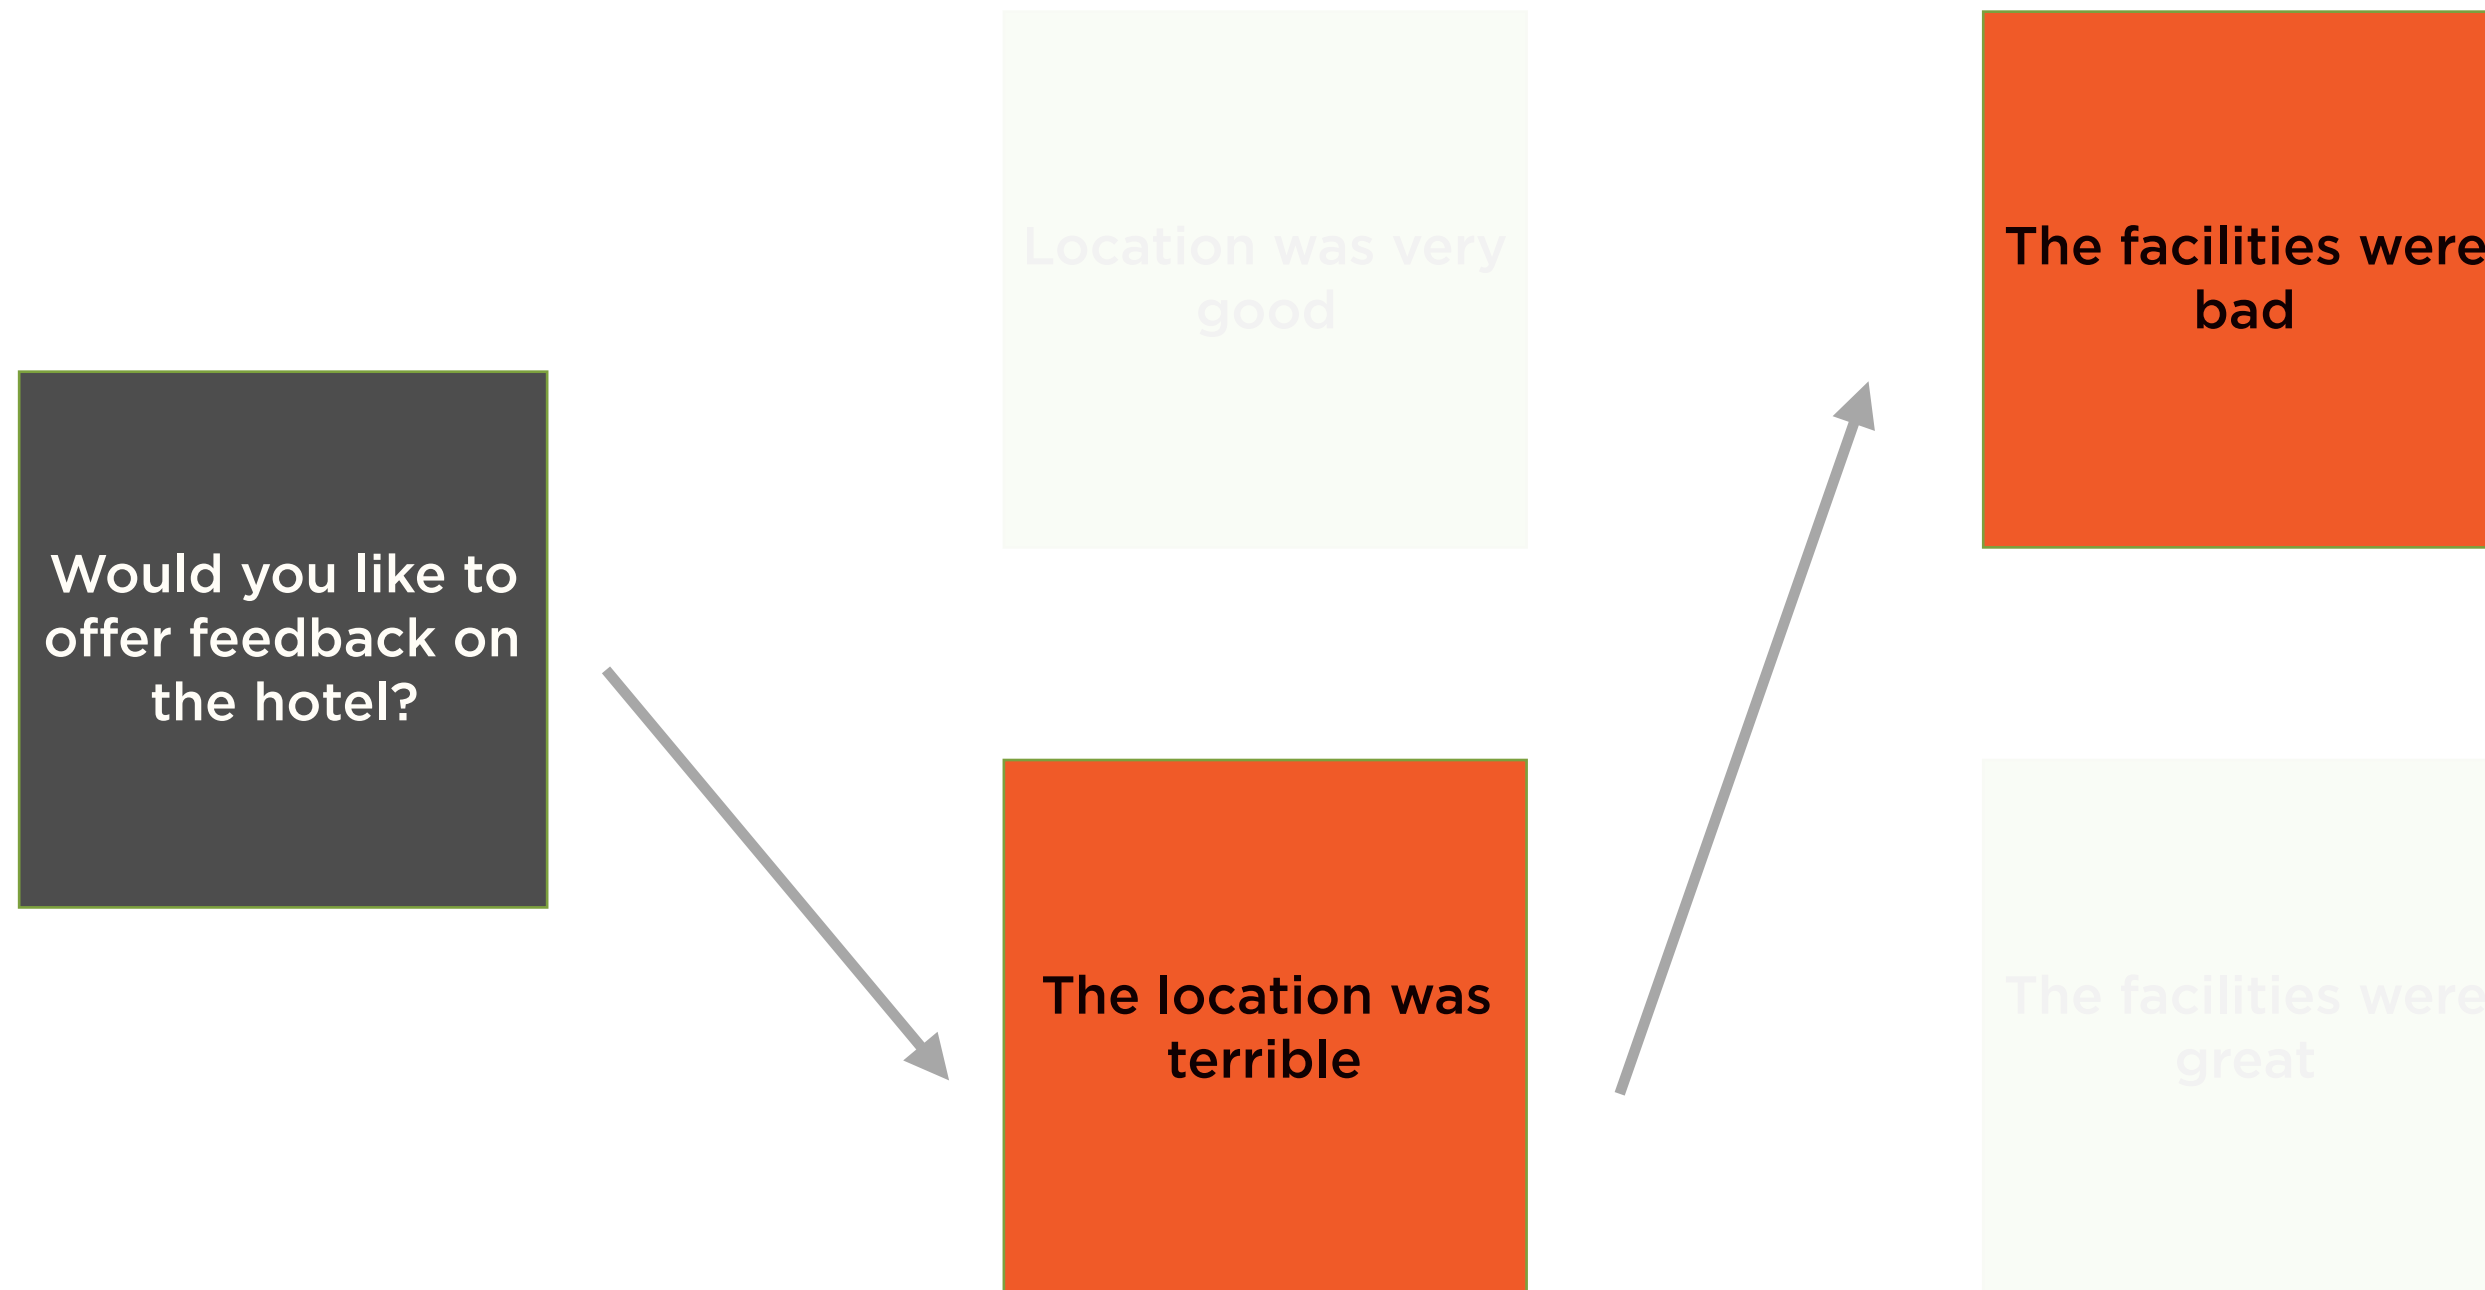 Would you like to
offer feedback on
the hotel?
Location was very
good
The location was
terrible
The facilities were
bad
The facilities were
great